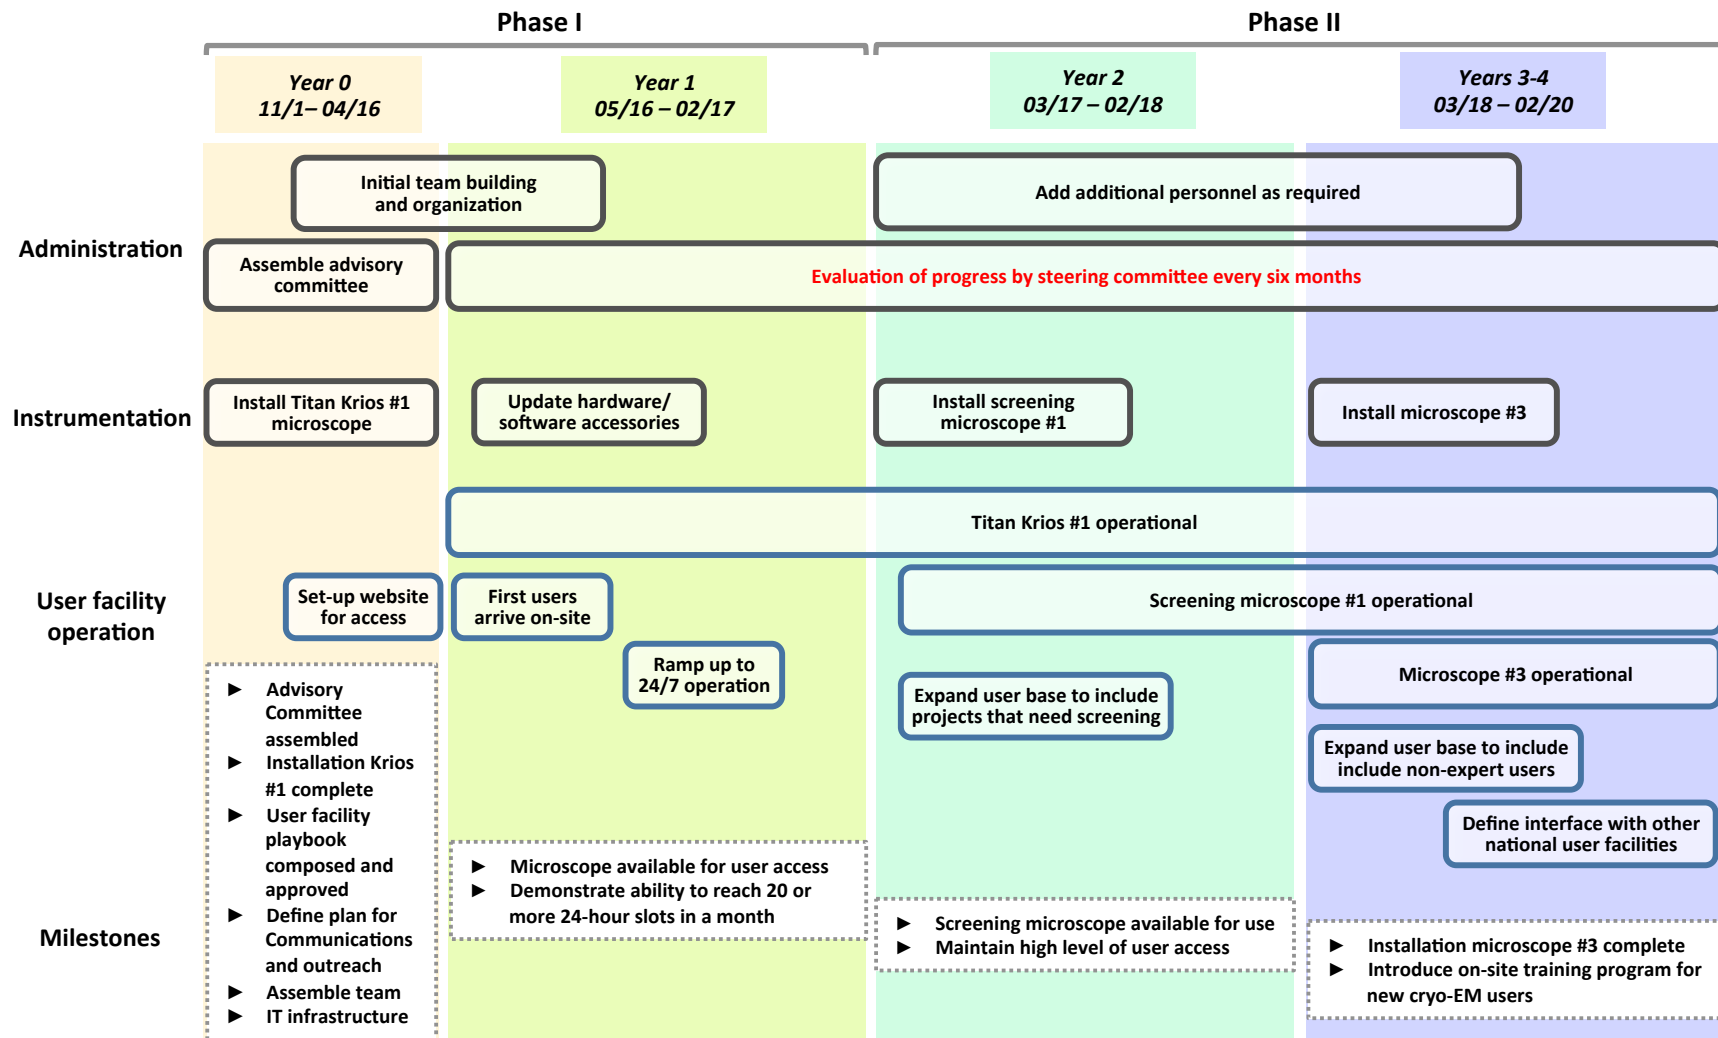 Phase I
Phase II
Year 0
11/1– 04/16
Year 1
05/16 – 02/17
Year 2
03/17 – 02/18
Years 3-4
03/18 – 02/20
Administration
Initial team building
and organization
Add additional personnel as required
Assemble advisory
committee
Evaluation of progress by steering committee every six months
Instrumentation
Install Titan Krios #1
microscope
Update hardware/
software accessories
Install screening
microscope #1
Install microscope #3
User facility
operation
Titan Krios #1 operational
Set-up website
for access
First users
arrive on-site
Screening microscope #1 operational
Ramp up to
24/7 operation
Expand user base to include
projects that need screening
Microscope #3 operational
Expand user base to include
include non-expert users
Define interface with other
national user facilities
Milestones
► Advisory
Committee
assembled
► Installation Krios
#1 complete
► User facility
playbook
composed and
approved
► Define plan for
Communications
and outreach
► Assemble team
► IT infrastructure
► Microscope available for user access
► Demonstrate ability to reach 20 or
more 24-hour slots in a month
► Screening microscope available for use
► Maintain high level of user access
► Installation microscope #3 complete
► Introduce on-site training program for
new cryo-EM users